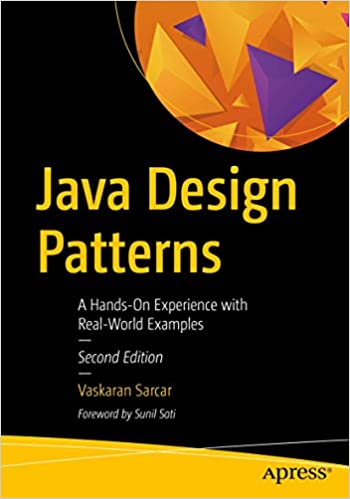 Java Design
Patterns
A Hands-On Experience with
Real-World Examples
—
Second Edition
—
Vaskaran Sarcar
Foreword by Sunil Sati
Apress®